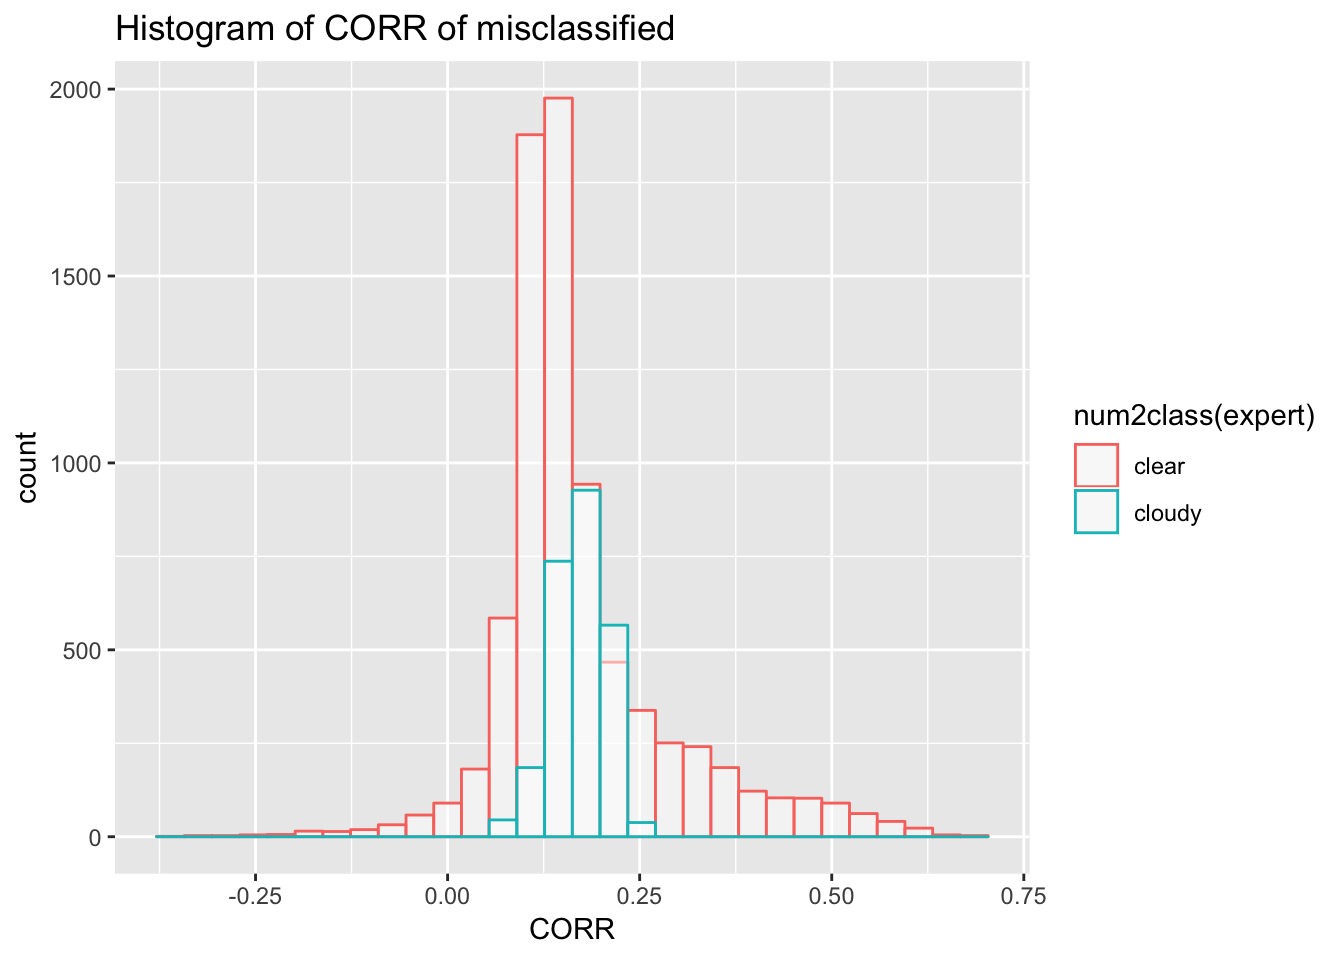 Histogram of CORR of misclassified
2000
1500
1000
500
0
count
-0.25
0.00
0.25
0.50
0.75
CORR
num2class(expert)
clear
cloudy